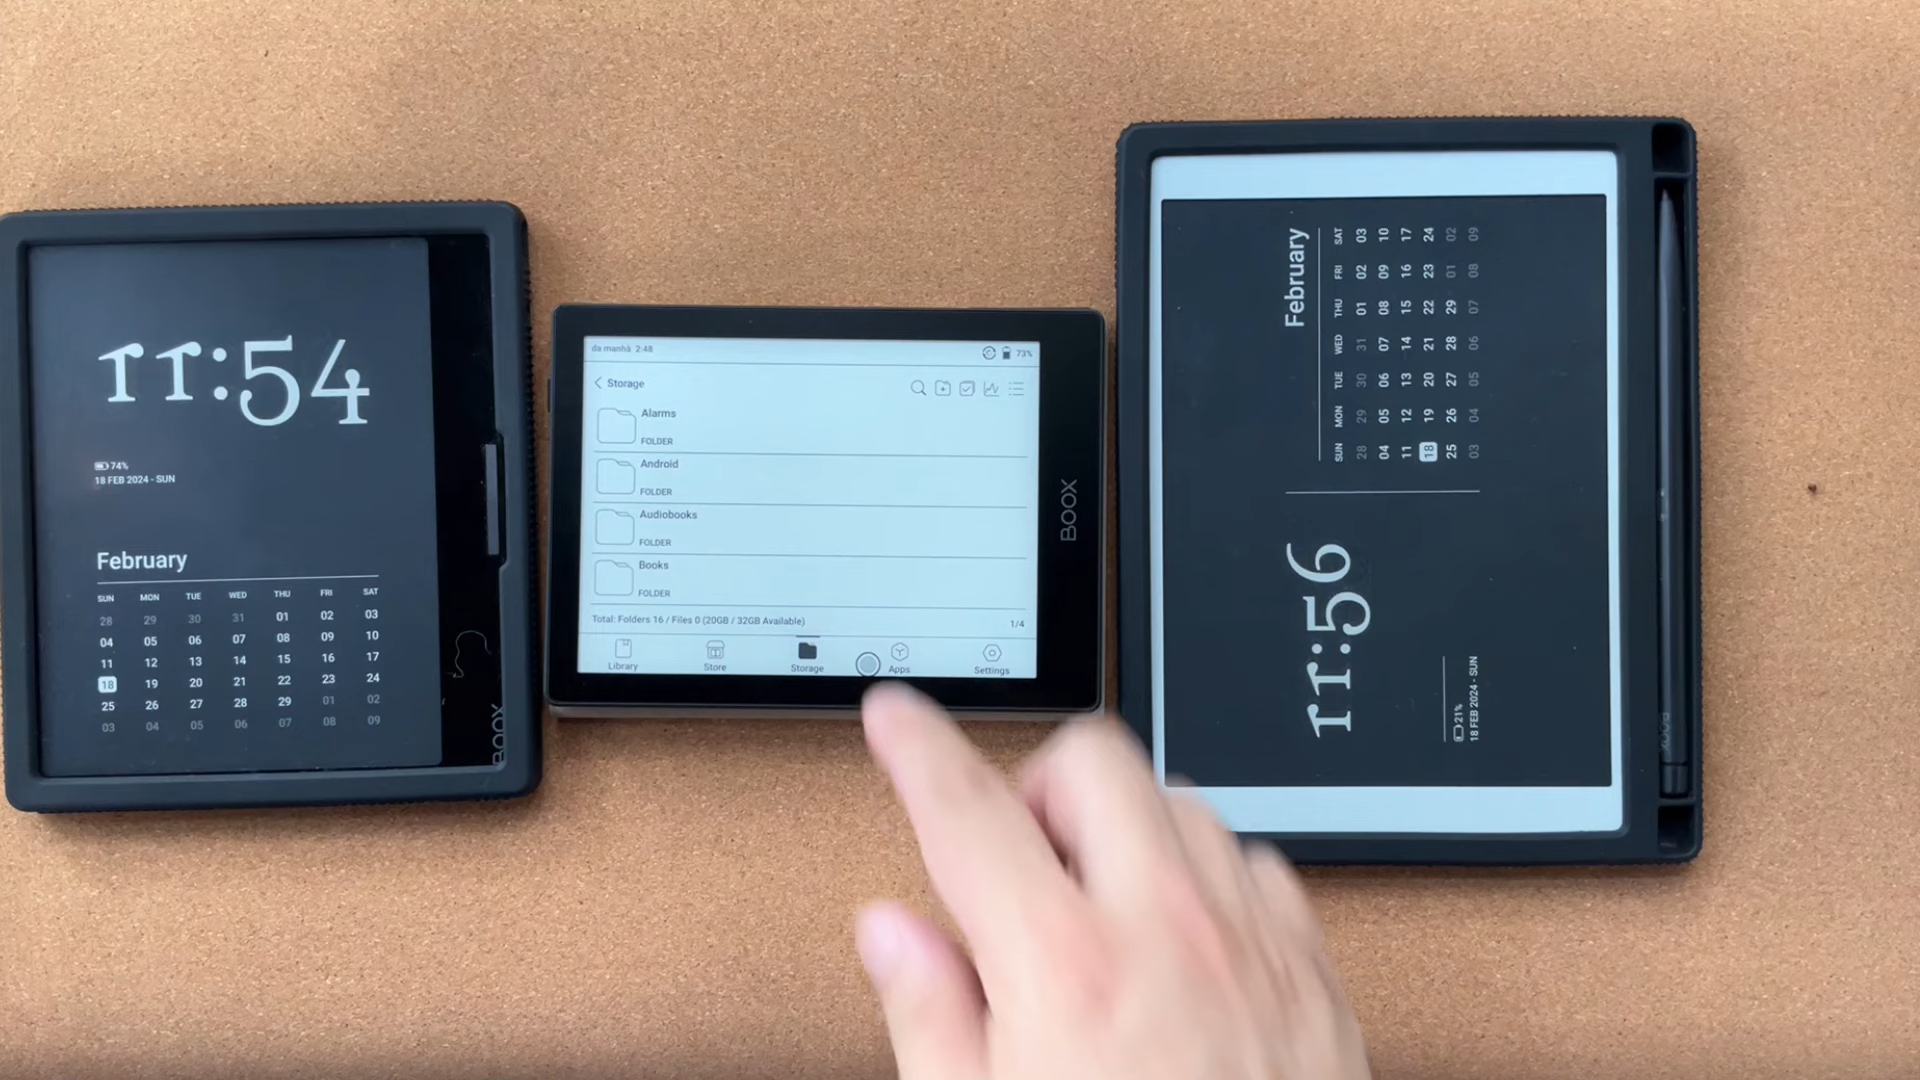 11:54
74%
18 FEB 2024 - SUN
February
SUN MON TUE WED THU FRI SAT
28 29 30 31 01 02 03
04 05 06 07 08 09 10
11 12 13 14 15 16 17
18 19 20 21 22 23 24
25 26 27 28 29 01 02
03 04 05 06 07 08 09
BOOX
da manhã 2:48
73%
Storage
Alarms
FOLDER
Android
FOLDER
Audiobooks
FOLDER
Books
FOLDER
Total: Folders 16 / Files 0 (20GB / 32GB Available)
1/4
Library Store Storage Apps Settings
BOOX
11:56
21%
18 FEB 2024 - SUN
February
SUN MON TUE WED THU FRI SAT
28 29 30 31 01 02 03
04 05 06 07 08 09 10
11 12 13 14 15 16 17
18 19 20 21 22 23 24
25 26 27 28 29 01 02
03 04 05 06 07 08 09
BOOX